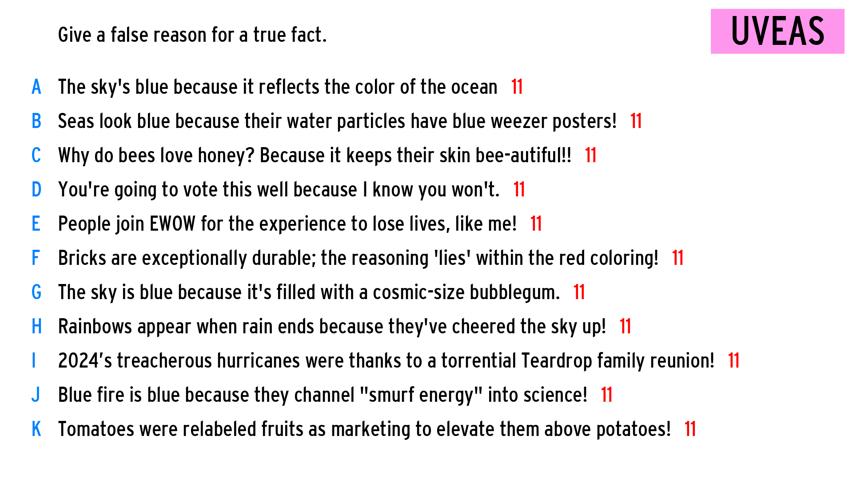 Give a false reason for a true fact.
UVEAS
A The sky's blue because it reflects the color of the ocean 11
B Seas look blue because their water particles have blue weezer posters! 11
C Why do bees love honey? Because it keeps their skin bee-autiful!! 11
D You're going to vote this well because I know you won't. 11
E People join EWOW for the experience to lose lives, like me! 11
F Bricks are exceptionally durable; the reasoning 'lies' within the red coloring! 11
G The sky is blue because it's filled with a cosmic-size bubblegum. 11
H Rainbows appear when rain ends because they've cheered the sky up! 11
I 2024’s treacherous hurricanes were thanks to a torrential Teardrop family reunion! 11
J Blue fire is blue because they channel "smurf energy" into science! 11
K Tomatoes were relabeled fruits as marketing to elevate them above potatoes! 11